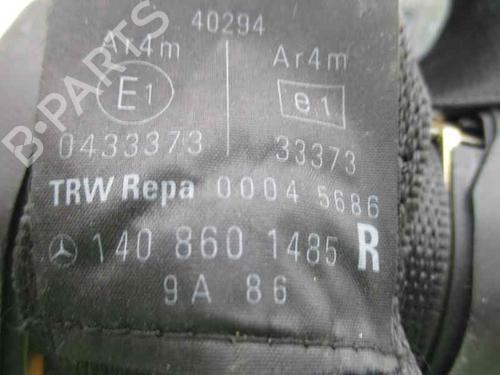 40294
Ar4m Ar4m
E1 e1
0433373 33373
TRW Repa 0004 5686
140 860 1485 R
9A 86
B-PARTS